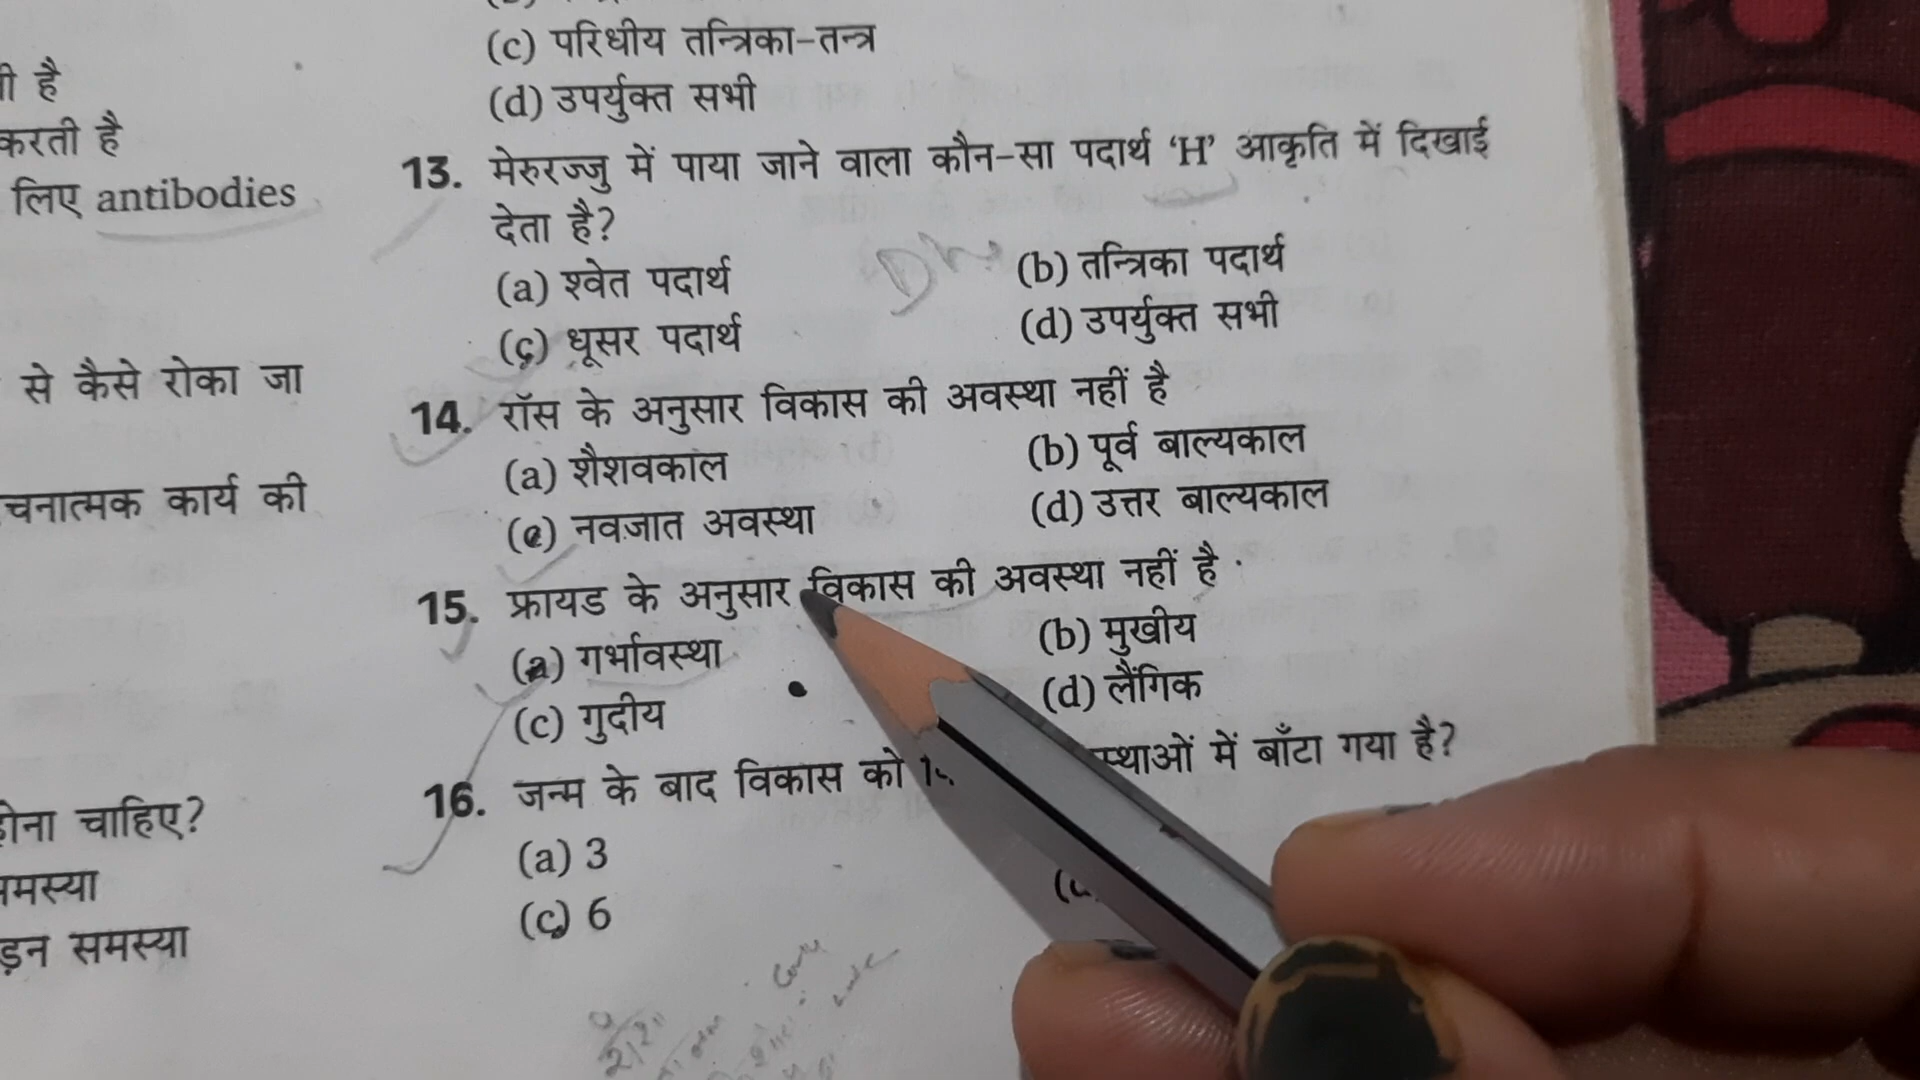 ी है
करती है
लिए antibodies
से कैसे रोका जा
चनात्मक कार्य की
होना चाहिए?
समस्या
ड़न समस्या
(c) परिधीय तन्त्रिका-तन्त्र
(d) उपर्युक्त सभी
13. मेरुरज्जु में पाया जाने वाला कौन-सा पदार्थ ‘H’ आकृति में दिखाई
देता है?
(a) श्वेत पदार्थ (b) तन्त्रिका पदार्थ
(c) धूसर पदार्थ (d) उपर्युक्त सभी
14. रॉस के अनुसार विकास की अवस्था नहीं है
(a) शैशवकाल (b) पूर्व बाल्यकाल
(c) नवजात अवस्था (d) उत्तर बाल्यकाल
15. फ्रायड के अनुसार विकास की अवस्था नहीं है
(a) गर्भावस्था (b) मुखीय
(c) गुदीय (d) लैंगिक
16. जन्म के बाद विकास को स्थाओं में बाँटा गया है?
(a) 3
(c) 6